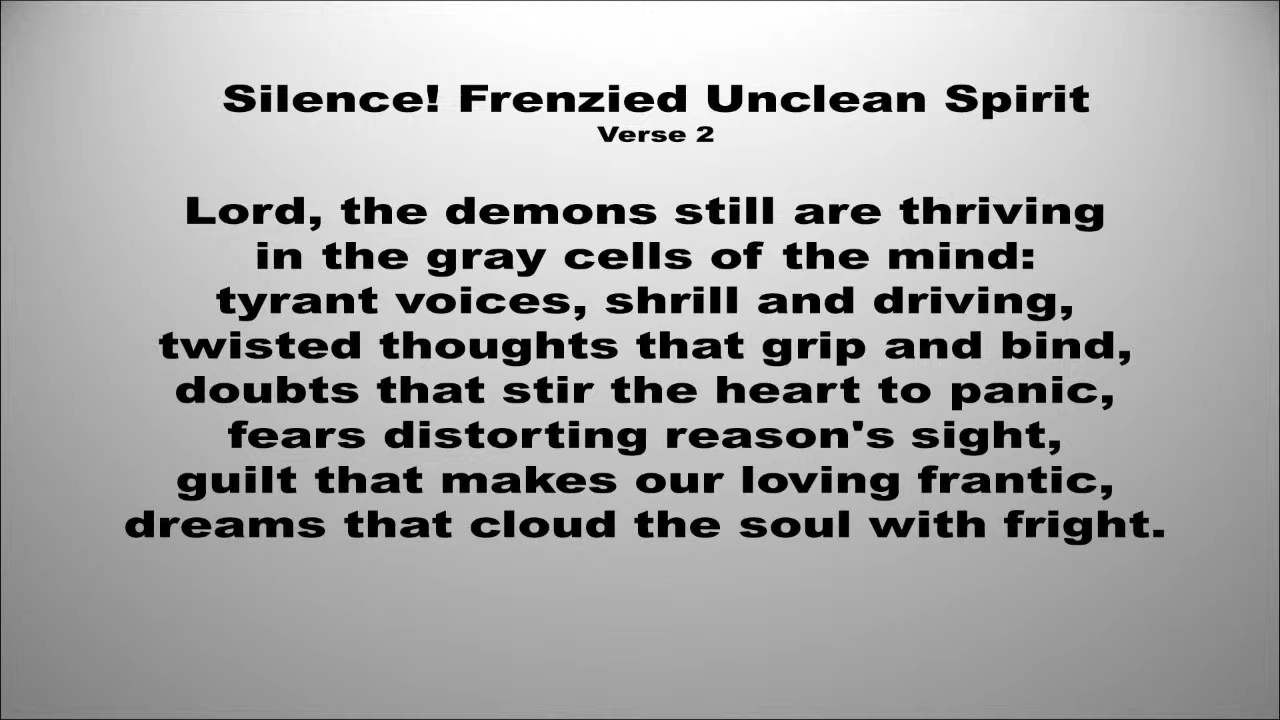 Silence! Frenzied Unclean Spirit
Verse 2
Lord, the demons still are thriving
in the gray cells of the mind:
tyrant voices, shrill and driving,
twisted thoughts that grip and bind,
doubts that stir the heart to panic,
fears distorting reason's sight,
guilt that makes our loving frantic,
dreams that cloud the soul with fright.